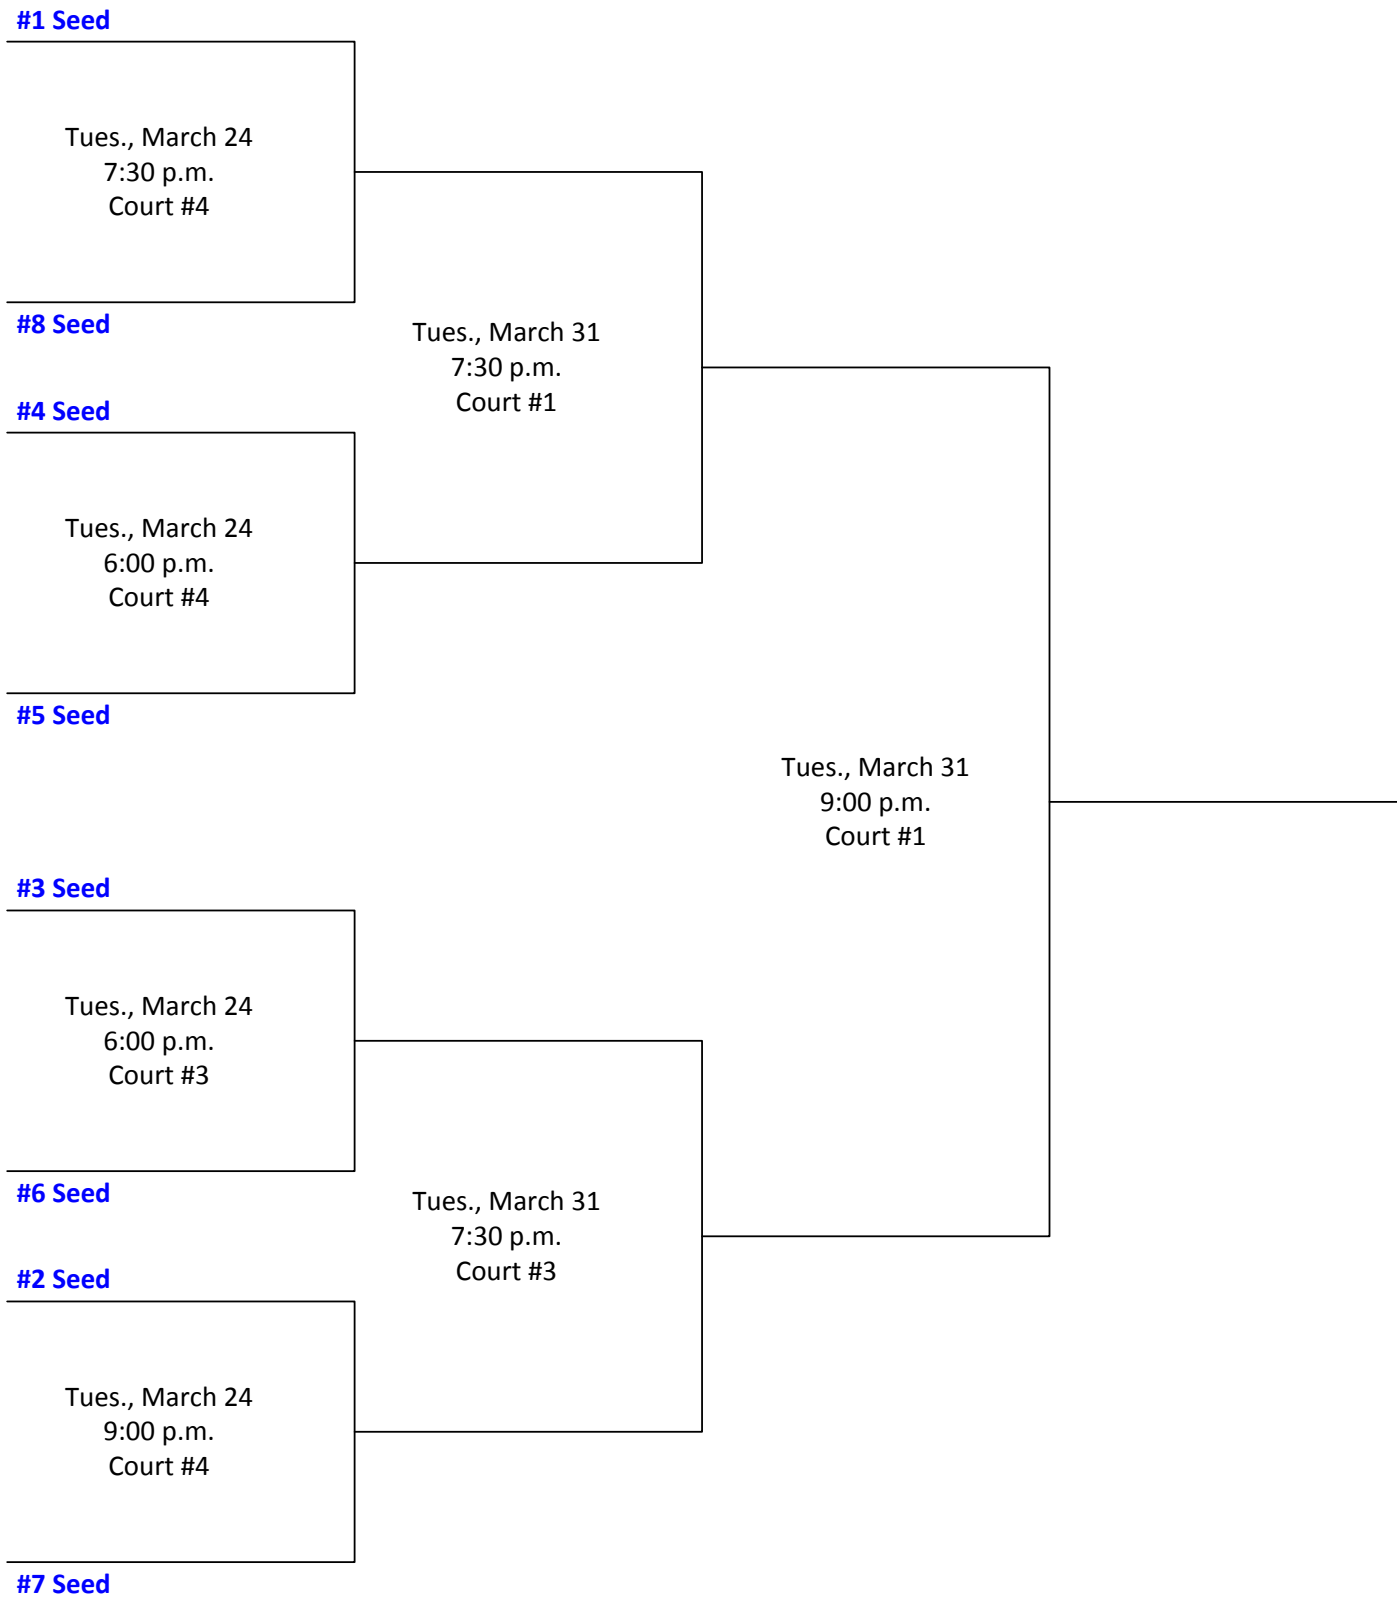 #1 Seed
Tues., March 24
7:30 p.m.
Court #4
#8 Seed
Tues., March 31
7:30 p.m.
Court #1
#4 Seed
Tues., March 24
6:00 p.m.
Court #4
#5 Seed
Tues., March 31
9:00 p.m.
Court #1
#3 Seed
Tues., March 24
6:00 p.m.
Court #3
#6 Seed
Tues., March 31
7:30 p.m.
Court #3
#2 Seed
Tues., March 24
9:00 p.m.
Court #4
#7 Seed